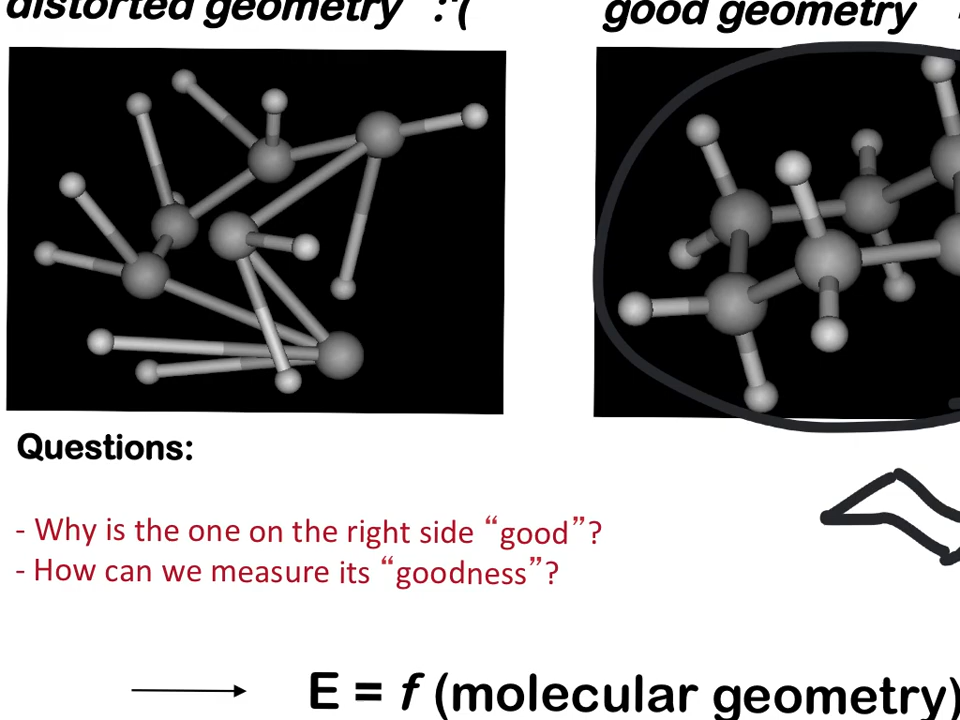 distorted geometry :'(
good geometry
Questions:
- Why is the one on the right side “good”?
- How can we measure its “goodness”?
E = f (molecular geometry)